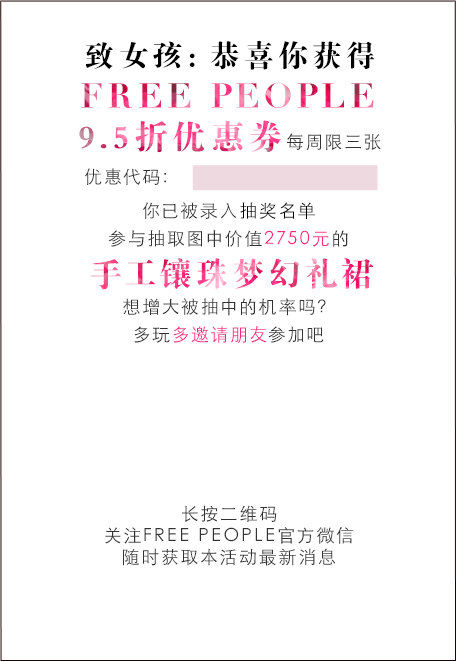 致女孩：恭喜你获得
FREE PEOPLE
9.5折优惠券每周限三张
优惠代码：
你已被录入抽奖名单
参与抽取图中价值2750元的
手工镶珠梦幻礼裙
想增大被抽中的机率吗？
多玩多邀请朋友参加吧
长按二维码
关注FREE PEOPLE官方微信
随时获取本活动最新消息